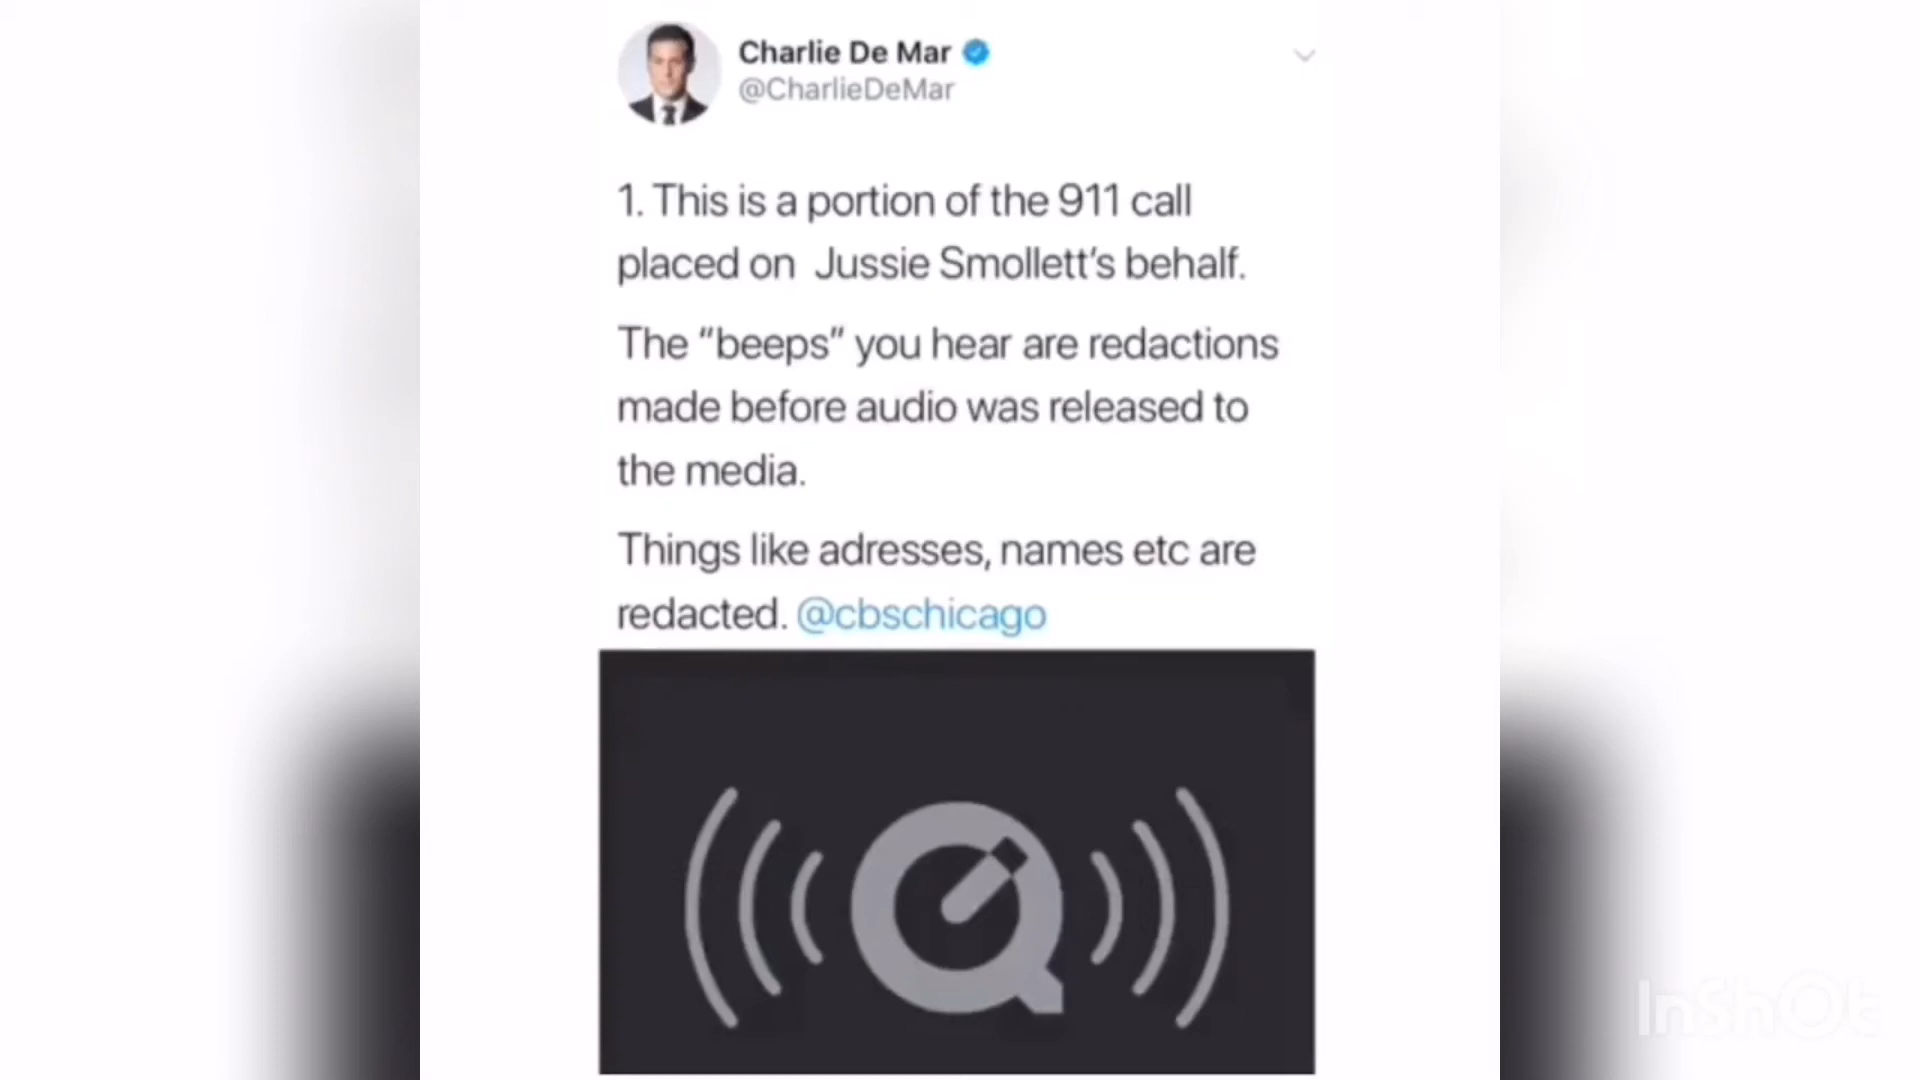 Charlie De Mar
@CharlieDeMar
1. This is a portion of the 911 call
placed on Jussie Smollett's behalf.
The "beeps" you hear are redactions
made before audio was released to
the media.
Things like adresses, names etc are
redacted. @cbschicago
InShOt